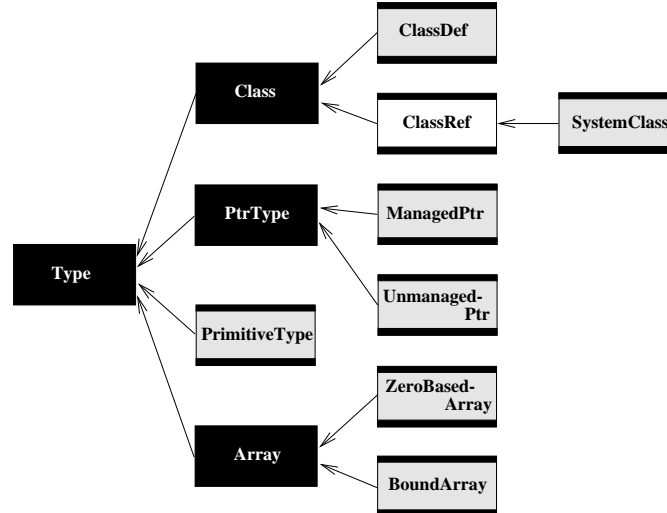 ClassDef
Class
ClassRef
SystemClass
PtrType
ManagedPtr
Type
Unmanaged-
Ptr
PrimitiveType
ZeroBased-
Array
Array
BoundArray